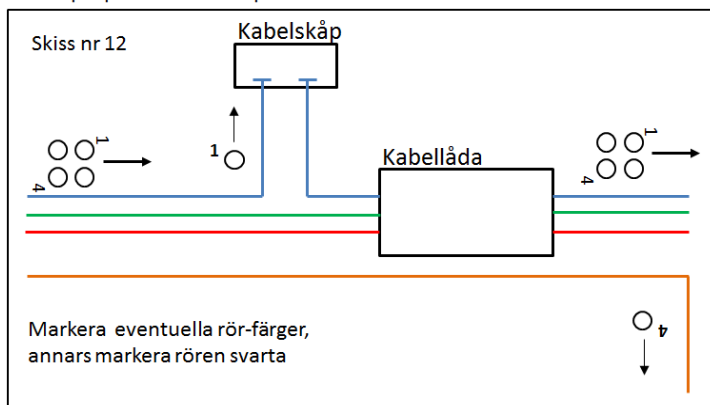 Kabelskåp
Skiss nr 12
1
1
1
4
Kabellåda
4
Markera eventuella rör-färger,
annars markera rören svarta
4